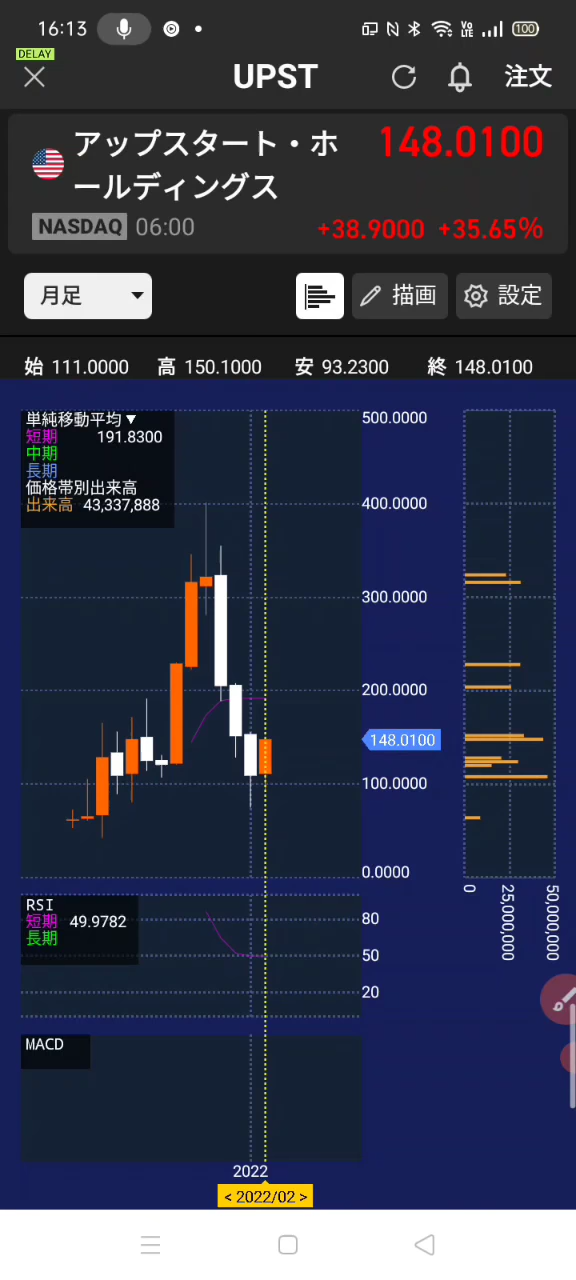 16:13
VO LTE
100
DELAY
UPST
注文
アップスタート・ホ
ールディングス
148.0100
NASDAQ 06:00
+38.9000 +35.65%
月足
描画
設定
始 111.0000 高 150.1000 安 93.2300 終 148.0100
単純移動平均▼
短期 191.8300
中期
長期
価格帯別出来高
出来高 43,337,888
500.0000
400.0000
300.0000
200.0000
148.0100
100.0000
0.0000
0
25,000,000
50,000,000
RSI
短期 49.9782
長期
80
50
20
MACD
2022
< 2022/02 >